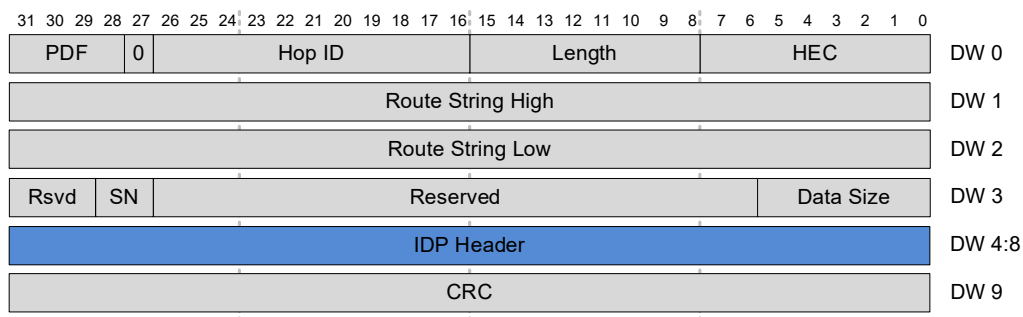 31 30 29 28 27 26 25 24 23 22 21 20 19 18 17 16 15 14 13 12 11 10 9 8 7 6 5 4 3 2 1 0
PDF 0 Hop ID Length HEC DW 0
Route String High DW 1
Route String Low DW 2
Rsvd SN Reserved Data Size DW 3
IDP Header DW 4:8
CRC DW 9